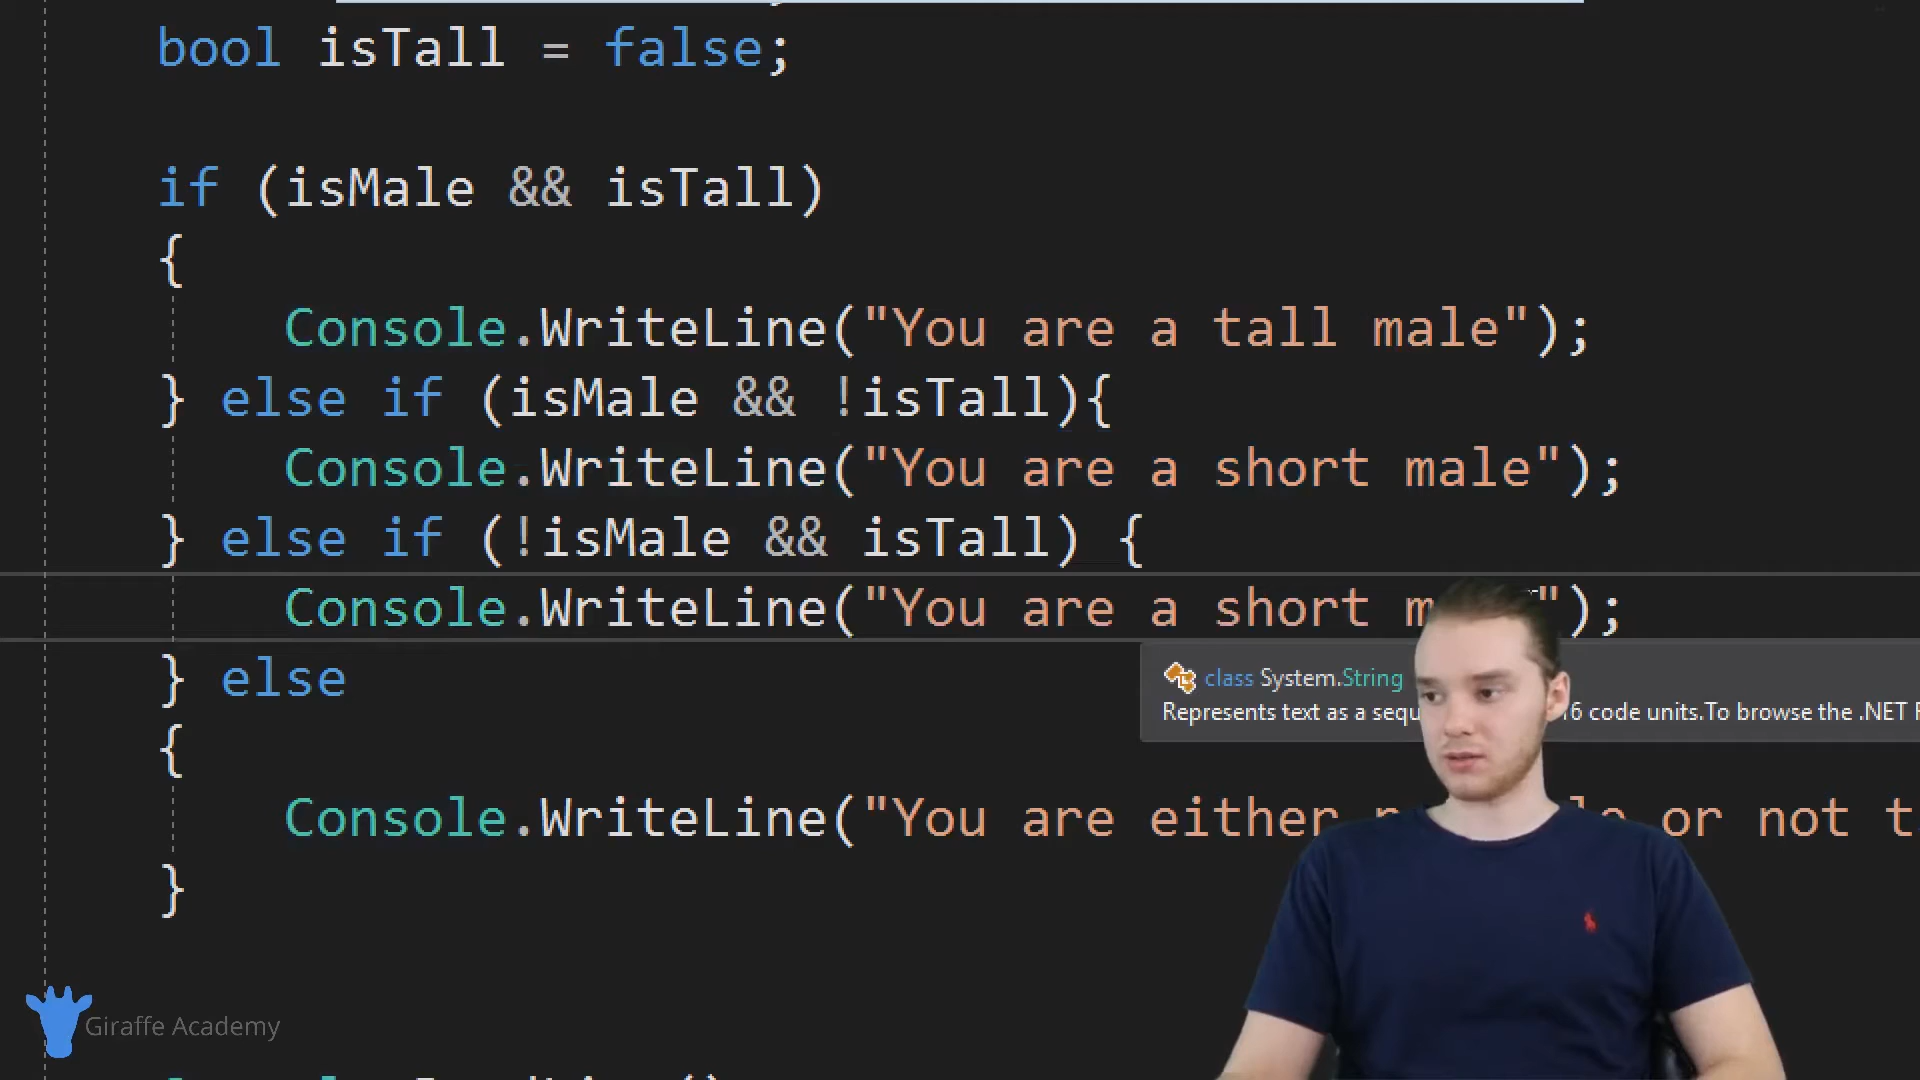 bool isTall = false;
if (isMale && isTall)
{
Console.WriteLine("You are a tall male");
} else if (isMale && !isTall){
Console.WriteLine("You are a short male");
} else if (!isMale && isTall) {
Console.WriteLine("You are a short ");
} else
class System.String
Represents text as a code units.To browse the .NET
{
Console.WriteLine("You are either or not
}
Giraffe Academy